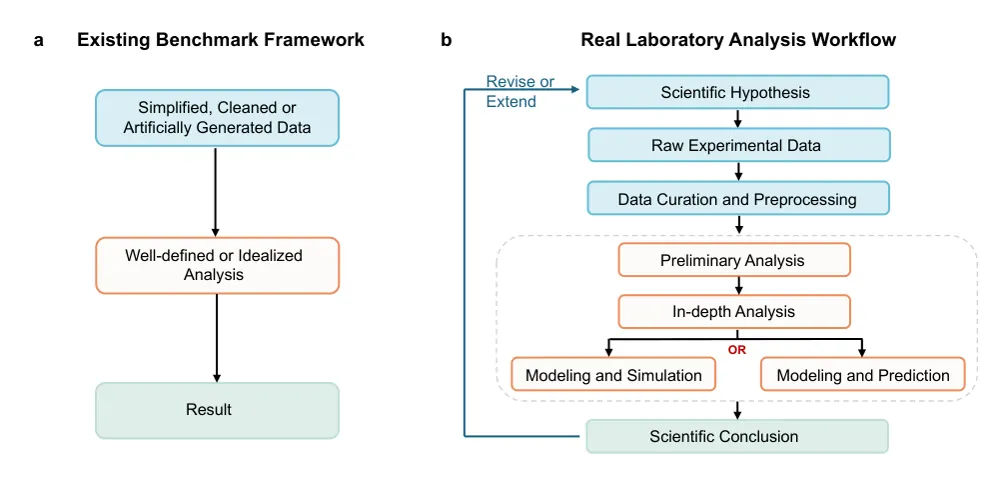 a Existing Benchmark Framework
Simplified, Cleaned or
Artificially Generated Data
Well-defined or Idealized
Analysis
Result
b Real Laboratory Analysis Workflow
Revise or
Extend
Scientific Hypothesis
Raw Experimental Data
Data Curation and Preprocessing
Preliminary Analysis
In-depth Analysis
OR
Modeling and Simulation
Modeling and Prediction
Scientific Conclusion